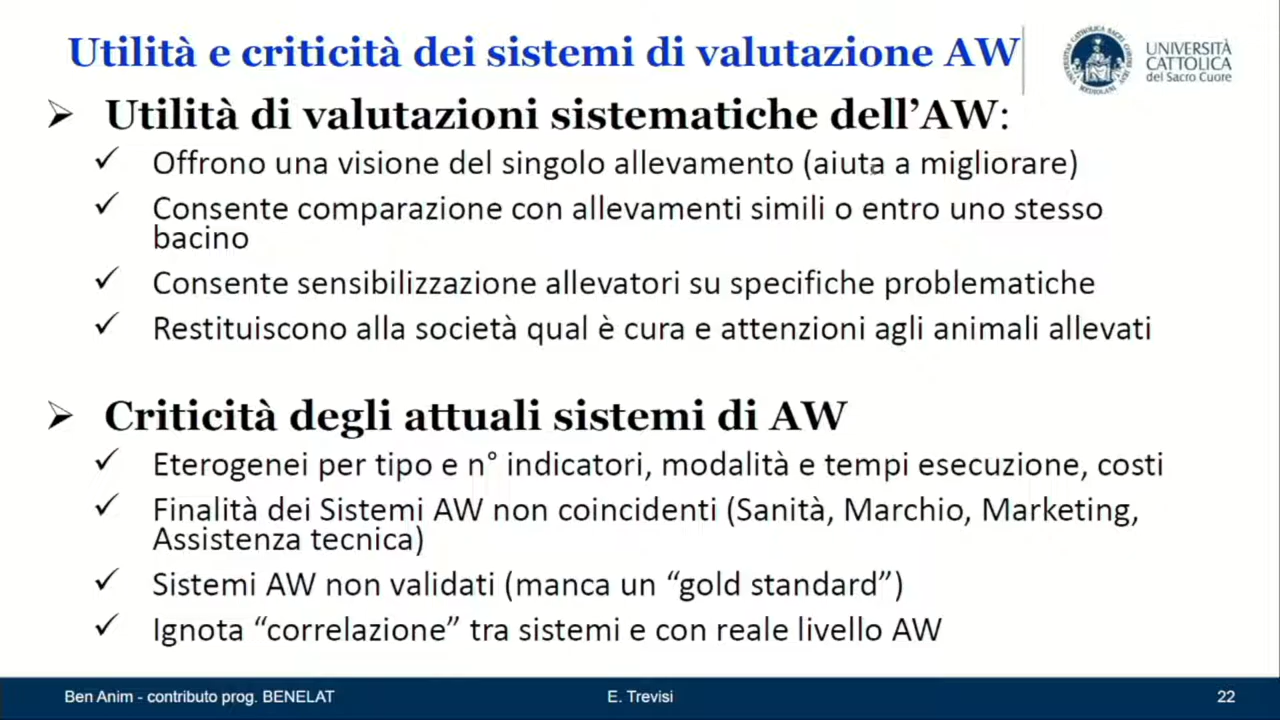 Utilità e criticità dei sistemi di valutazione AW
UNIVERSITÀ
CATTOLICA
del Sacro Cuore
Utilità di valutazioni sistematiche dell’AW:
Offrono una visione del singolo allevamento (aiuta a migliorare)
Consente comparazione con allevamenti simili o entro uno stesso
bacino
Consente sensibilizzazione allevatori su specifiche problematiche
Restituiscono alla società qual è cura e attenzioni agli animali allevati
Criticità degli attuali sistemi di AW
Eterogenei per tipo e n° indicatori, modalità e tempi esecuzione, costi
Finalità dei Sistemi AW non coincidenti (Sanità, Marchio, Marketing,
Assistenza tecnica)
Sistemi AW non validati (manca un “gold standard”)
Ignota “correlazione” tra sistemi e con reale livello AW
Ben Anim - contributo prog. BENELAT
E. Trevisi
22